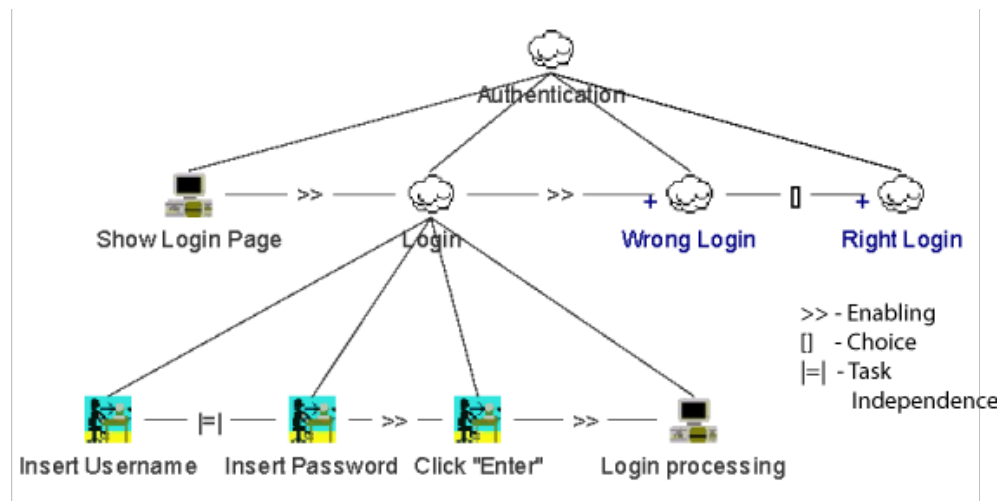 Authentication
>> >> + [] +
Show Login Page Login Wrong Login Right Login
>> - Enabling
[] - Choice
|=| - Task
Independence
|=| >> >>
Insert Username Insert Password Click "Enter" Login processing